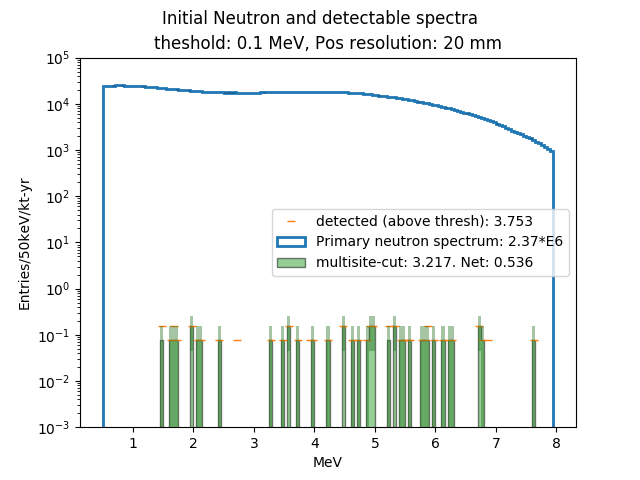 Initial Neutron and detectable spectra
theshold: 0.1 MeV, Pos resolution: 20 mm
Entries/50keV/kt-yr
10^5
10^4
10^3
10^2
10^1
10^0
10^-1
10^-2
10^-3
detected (above thresh): 3.753
Primary neutron spectrum: 2.37*E6
multisite-cut: 3.217. Net: 0.536
1 2 3 4 5 6 7 8
MeV